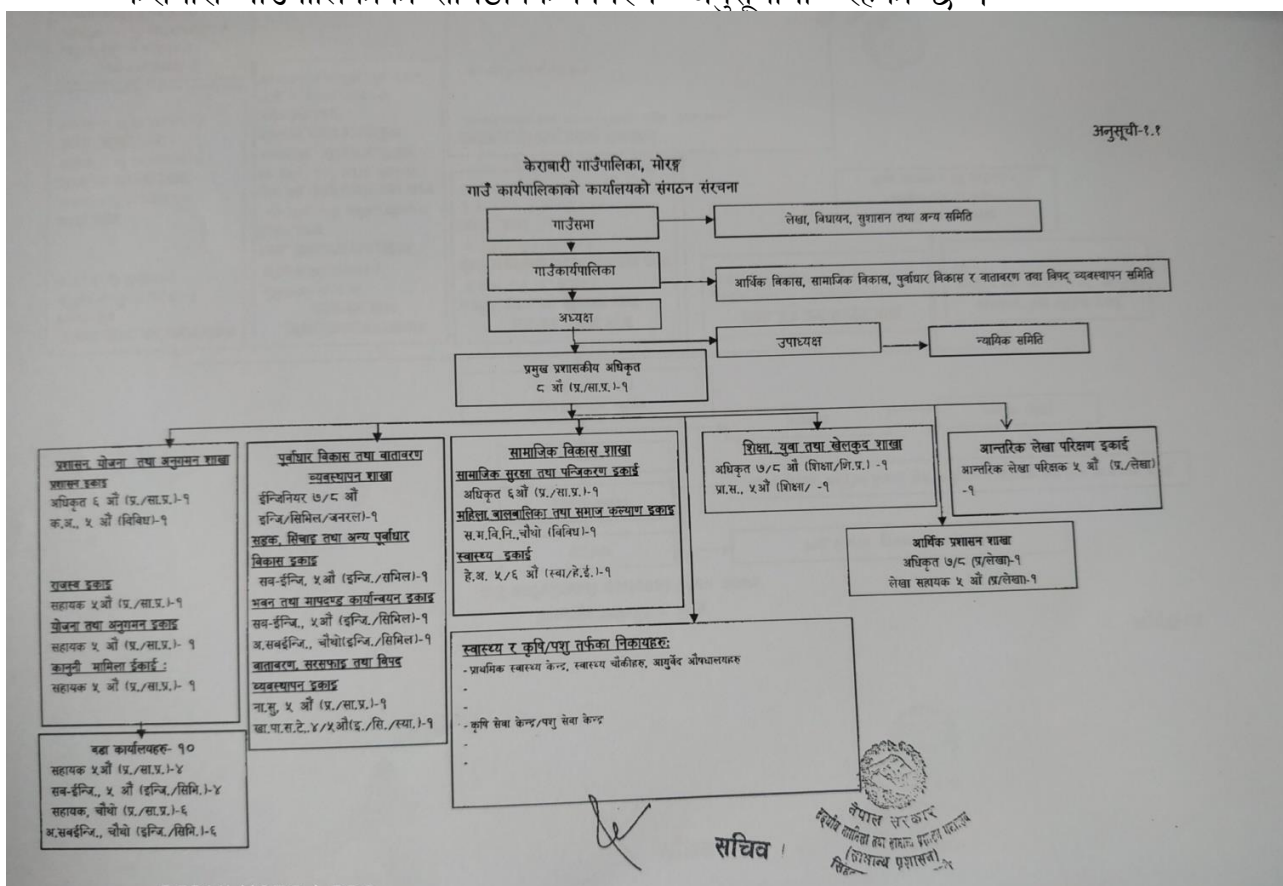 केराबारी गाउँपालिकाको
अनुसूची-१.१
केराबारी गाउँपालिका, मोरङ्ग
गाउँ कार्यपालिकाको कार्यालयको संगठन संरचना
गाउँसभा
लेखा, विधायन, सुशासन तथा अन्य समिति
गाउँकार्यपालिका
आर्थिक विकास, सामाजिक विकास, पुर्वाधार विकास र वातावरण तथा विपद् व्यवस्थापन समिति
अध्यक्ष
उपाध्यक्ष
न्यायिक समिति
प्रमुख प्रशासकीय अधिकृत
८ औं (प्र./सा.प्र.)-१
प्रशासन, योजना तथा अनुगमन शाखा
प्रशासन इकाइ
अधिकृत ६ औं (प्र./सा.प्र.)-१
क.अ., ५ औं (विविध)-१
राजस्व इकाइ
सहायक ५औं (प्र./सा.प्र.)-१
योजना तथा अनुगमन इकाइ
सहायक ५ औं (प्र./सा.प्र.)- १
कानूनी मामिला ईकाई :
सहायक ५ औं (प्र./सा.प्र.)- १
वडा कार्यालयहरु- १०
सहायक ५औं (प्र./सा.प्र.)-४
सब-ईन्जि., ५ औं (इन्जि./सिभि.)-४
सहायक, चौथो (प्र./सा.प्र.)-६
अ.सबईन्जि., चौथो (इन्जि./सिभि.)-६
पूर्वाधार विकास तथा वातावरण
व्यवस्थापन शाखा
ईन्जिनियर ७/८ औं
इन्जि/सिभिल/जनरल)-१
सडक, सिंचाइ तथा अन्य पूर्वाधार
विकास इकाइ
सब-ईन्जि, ५औं (इन्जि./सभिल)-१
भवन तथा मापदण्ड कार्यान्वयन इकाइ
सब-ईन्जि., ५औं (इन्जि./सिभिल)-१
अ.सबईन्जि., चौथो(इन्जि./सिभिल)-१
वातावरण, सरसफाइ तथा विपद
व्यवस्थापन इकाइ
ना.सु, ५ औं (प्र./सा.प्र.)-१
खा.पा.स.टे.,४/५औं(इ./सि./स्या.)-१
सामाजिक विकास शाखा
सामाजिक सुरक्षा तथा पन्जिकरण इकाई
अधिकृत ६औं (प्र./सा.प्र.)-१
महिला, बालबालिका तथा समाज कल्याण इकाइ
स.म.वि.नि.,चौथो (विविध)-१
स्वास्थ्य इकाई
हे.अ. ५/६ औं (स्वा/हे.ई.)-१
शिक्षा, युवा तथा खेलकुद शाखा
अधिकृत ७/८ औं (शिक्षा/शि.प्र.) -१
प्रा.स., ५औं (शिक्षा/ -१
आन्तरिक लेखा परिक्षण इकाई
आन्तरिक लेखा परिक्षक ५ औं (प्र./लेखा)
-१
आर्थिक प्रशासन शाखा
अधिकृत ७/८ (प्र/लेखा)-१
लेखा सहायक ५ औं (प्र/लेखा)-१
स्वास्थ्य र कृषि/पशु तर्फका निकायहरु:
- प्राथमिक स्वास्थ्य केन्द्र, स्वास्थ्य चौकीहरु, आयुर्वेद औषधालयहरु
-
-
- कृषि सेवा केन्द्र/पशु सेवा केन्द्र
-
-
सचिव
नेपाल सरकार
(सामान्य प्रशासन)